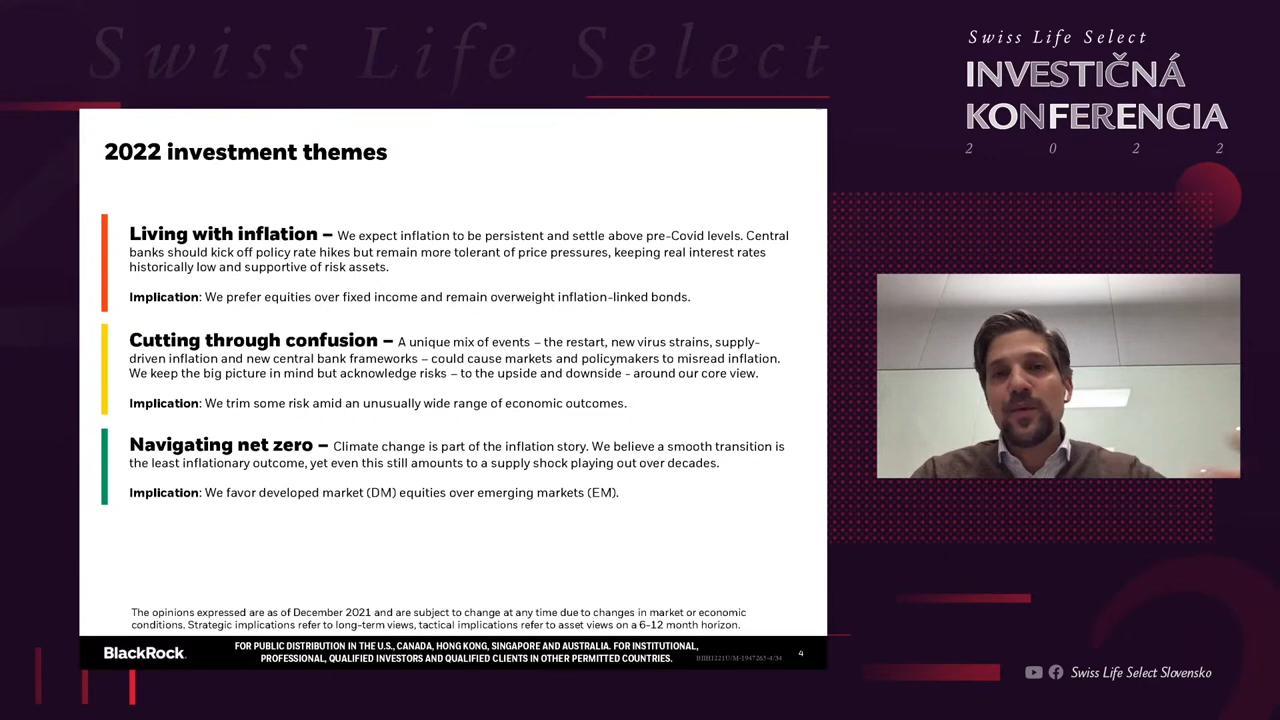 Swiss Life Select
Swiss Life Select
INVESTIČNÁ
KONFERENCIA
2 0 2 2
2022 investment themes
Living with inflation – We expect inflation to be persistent and settle above pre-Covid levels. Central
banks should kick off policy rate hikes but remain more tolerant of price pressures, keeping real interest rates
historically low and supportive of risk assets.
Implication: We prefer equities over fixed income and remain overweight inflation-linked bonds.
Cutting through confusion – A unique mix of events – the restart, new virus strains, supply-
driven inflation and new central bank frameworks – could cause markets and policymakers to misread inflation.
We keep the big picture in mind but acknowledge risks – to the upside and downside - around our core view.
Implication: We trim some risk amid an unusually wide range of economic outcomes.
Navigating net zero – Climate change is part of the inflation story. We believe a smooth transition is
the least inflationary outcome, yet even this still amounts to a supply shock playing out over decades.
Implication: We favor developed market (DM) equities over emerging markets (EM).
The opinions expressed are as of December 2021 and are subject to change at any time due to changes in market or economic
conditions. Strategic implications refer to long-term views, tactical implications refer to asset views on a 6-12 month horizon.
BlackRock.
FOR PUBLIC DISTRIBUTION IN THE U.S., CANADA, HONG KONG, SINGAPORE AND AUSTRALIA. FOR INSTITUTIONAL,
PROFESSIONAL, QUALIFIED INVESTORS AND QUALIFIED CLIENTS IN OTHER PERMITTED COUNTRIES.
BIIH1221U/M-1947265-4/34
4
Swiss Life Select Slovensko